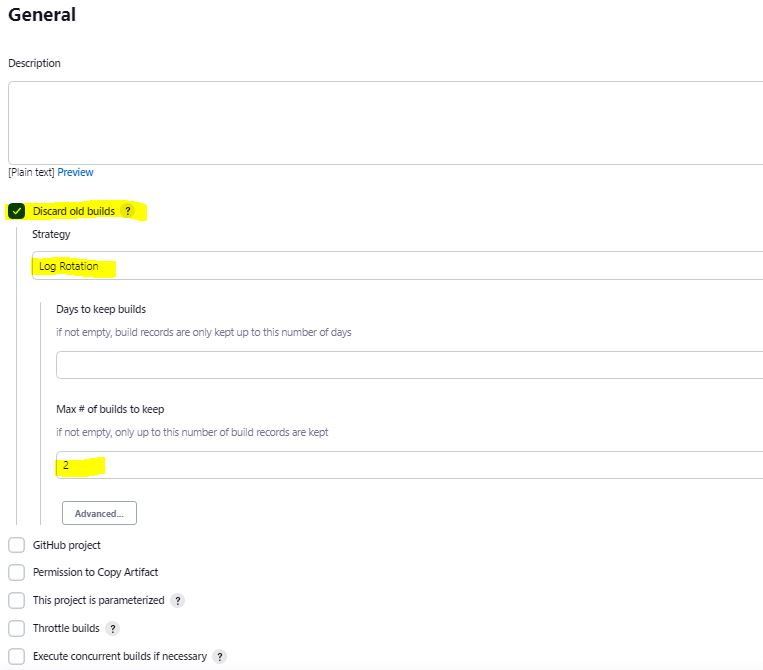 General
Description
[Plain text] Preview
Discard old builds ?
Strategy
Log Rotation
Days to keep builds
if not empty, build records are only kept up to this number of days
Max # of builds to keep
if not empty, only up to this number of build records are kept
2
Advanced...
GitHub project
Permission to Copy Artifact
This project is parameterized ?
Throttle builds ?
Execute concurrent builds if necessary ?